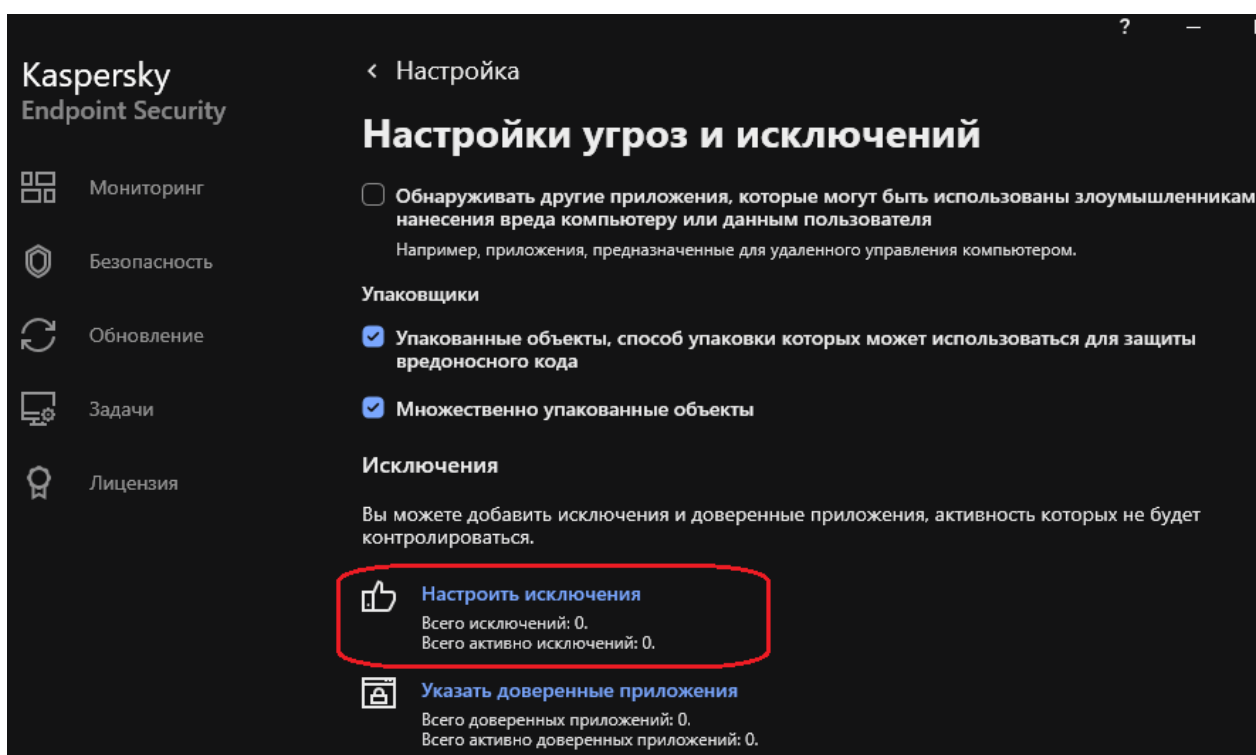 ?
Kaspersky
Endpoint Security
Мониторинг
Безопасность
Обновление
Задачи
Лицензия
< Настройка
Настройки угроз и исключений
Обнаруживать другие приложения, которые могут быть использованы злоумышленникам
нанесения вреда компьютеру или данным пользователя
Например, приложения, предназначенные для удаленного управления компьютером.
Упаковщики
Упакованные объекты, способ упаковки которых может использоваться для защиты
вредоносного кода
Множественно упакованные объекты
Исключения
Вы можете добавить исключения и доверенные приложения, активность которых не будет
контролироваться.
Настроить исключения
Всего исключений: 0.
Всего активно исключений: 0.
Указать доверенные приложения
Всего доверенных приложений: 0.
Всего активно доверенных приложений: 0.